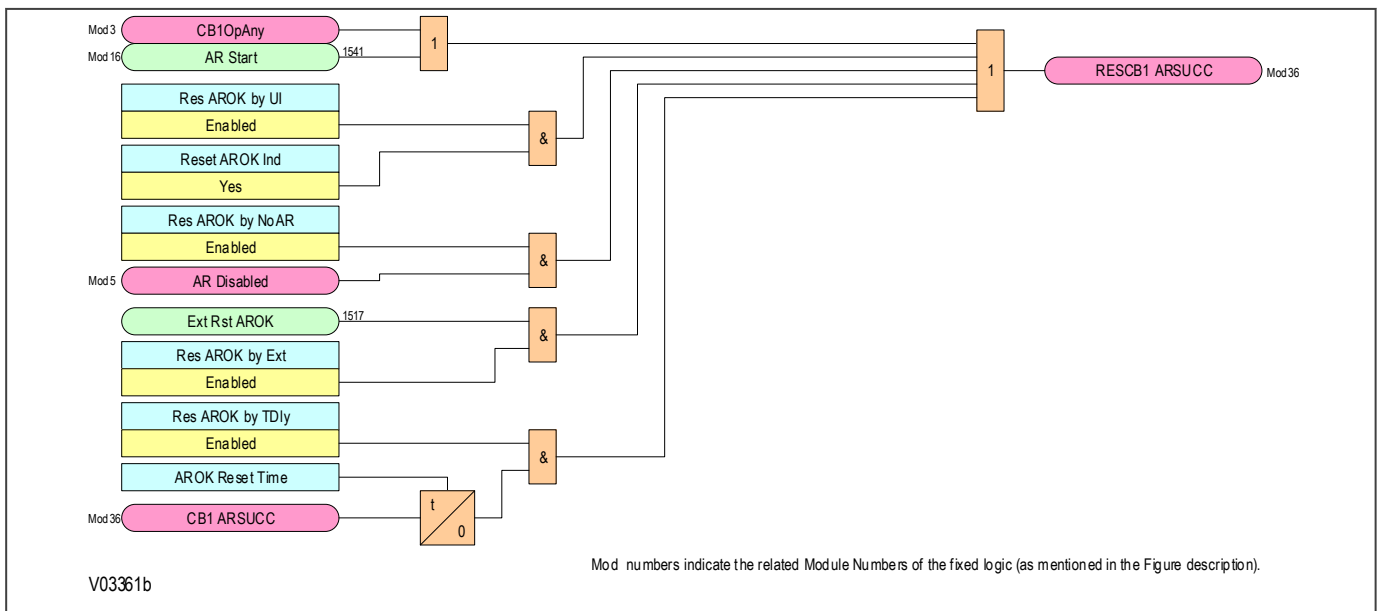 Mod 3
CB1OpAny
Mod 16
AR Start
1541
1
Res AROK by UI
Enabled
&
Reset AROK Ind
Yes
Res AROK by NoAR
Enabled
&
Mod 5
AR Disabled
Ext Rst AROK
1517
&
Res AROK by Ext
Enabled
Res AROK by TDly
Enabled
&
AROK Reset Time
Mod 36
CB1 ARSUCC
t
0
1
RESCB1 ARSUCC
Mod 36
Mod numbers indicate the related Module Numbers of the fixed logic (as mentioned in the Figure description).
V03361b